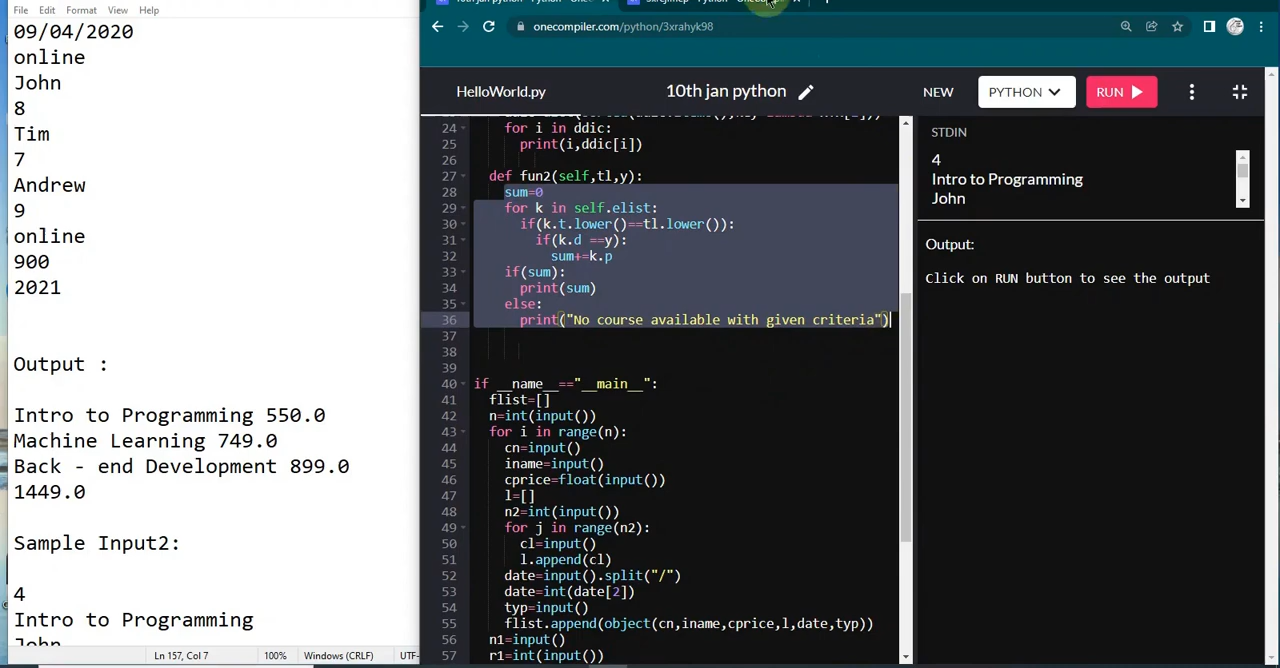 File Edit Format View Help
09/04/2020
online
John
8
Tim
7
Andrew
9
online
900
2021
Output :
Intro to Programming 550.0
Machine Learning 749.0
Back - end Development 899.0
1449.0
Sample Input2:
4
Intro to Programming
John
Ln 157, Col 7 100% Windows (CRLF) UTF-
onecompiler.com/python/3xrahyk98
HelloWorld.py 10th jan python NEW PYTHON RUN
24 for i in ddic:
25 print(i,ddic[i])
26
27 def fun2(self,tl,y):
28 sum=0
29 for k in self.elist:
30 if(k.t.lower()==tl.lower()):
31 if(k.d ==y):
32 sum+=k.p
33 if(sum):
34 print(sum)
35 else:
36 print("No course available with given criteria")
37
38
39
40 if __name__=="__main__":
41 flist=[]
42 n=int(input())
43 for i in range(n):
44 cn=input()
45 iname=input()
46 cprice=float(input())
47 l=[]
48 n2=int(input())
49 for j in range(n2):
50 cl=input()
51 l.append(cl)
52 date=input().split("/")
53 date=int(date[2])
54 typ=input()
55 flist.append(object(cn,iname,cprice,l,date,typ))
56 n1=input()
57 r1=int(input())
STDIN
4
Intro to Programming
John
Output:
Click on RUN button to see the output